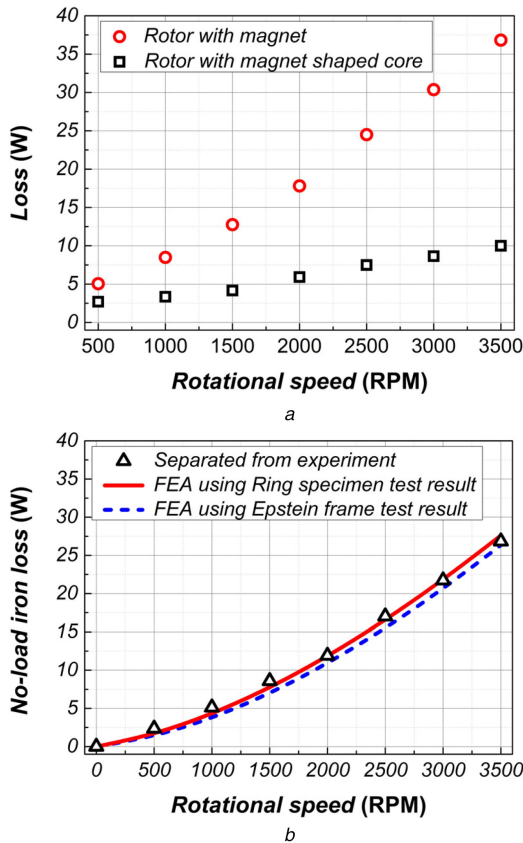 40
35
30
25
20
15
10
5
0
Loss (W)
Rotor with magnet
Rotor with magnet shaped core
500 1000 1500 2000 2500 3000 3500
Rotational speed (RPM)
a
40
35
30
25
20
15
10
5
0
No-load iron loss (W)
Separated from experiment
FEA using Ring specimen test result
FEA using Epstein frame test result
0 500 1000 1500 2000 2500 3000 3500
Rotational speed (RPM)
b